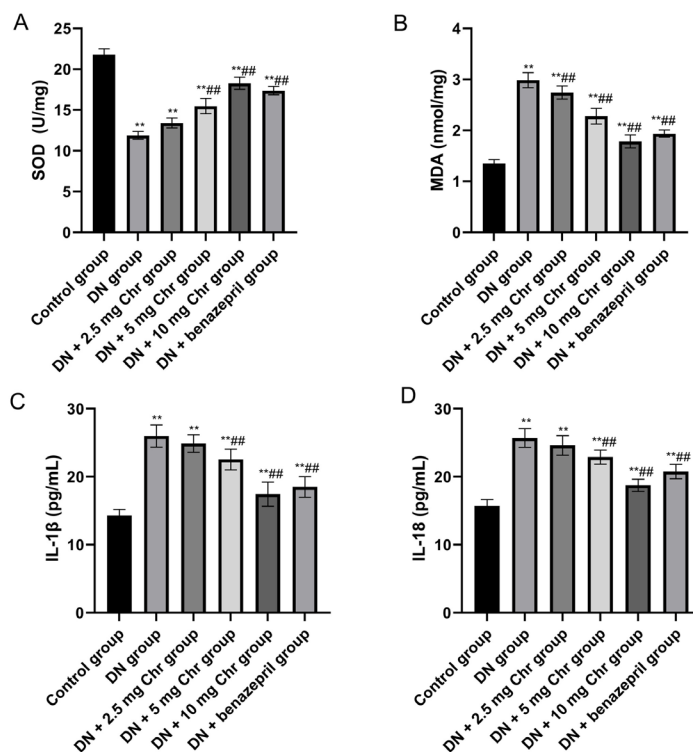 A
SOD (U/mg)
25
20
15
10
5
0
**
**
**##
**##
**##
Control group
DN group
DN + 2.5 mg Chr group
DN + 5 mg Chr group
DN + 10 mg Chr group
DN + benazepril group
B
MDA (nmol/mg)
4
3
2
1
0
**
**##
**##
**##
**##
Control group
DN group
DN + 2.5 mg Chr group
DN + 5 mg Chr group
DN + 10 mg Chr group
DN + benazepril group
C
IL-1β (pg/mL)
30
20
10
0
**
**
**##
**##
**##
Control group
DN group
DN + 2.5 mg Chr group
DN + 5 mg Chr group
DN + 10 mg Chr group
DN + benazepril group
D
IL-18 (pg/mL)
30
20
10
0
**
**
**##
**##
**##
Control group
DN group
DN + 2.5 mg Chr group
DN + 5 mg Chr group
DN + 10 mg Chr group
DN + benazepril group